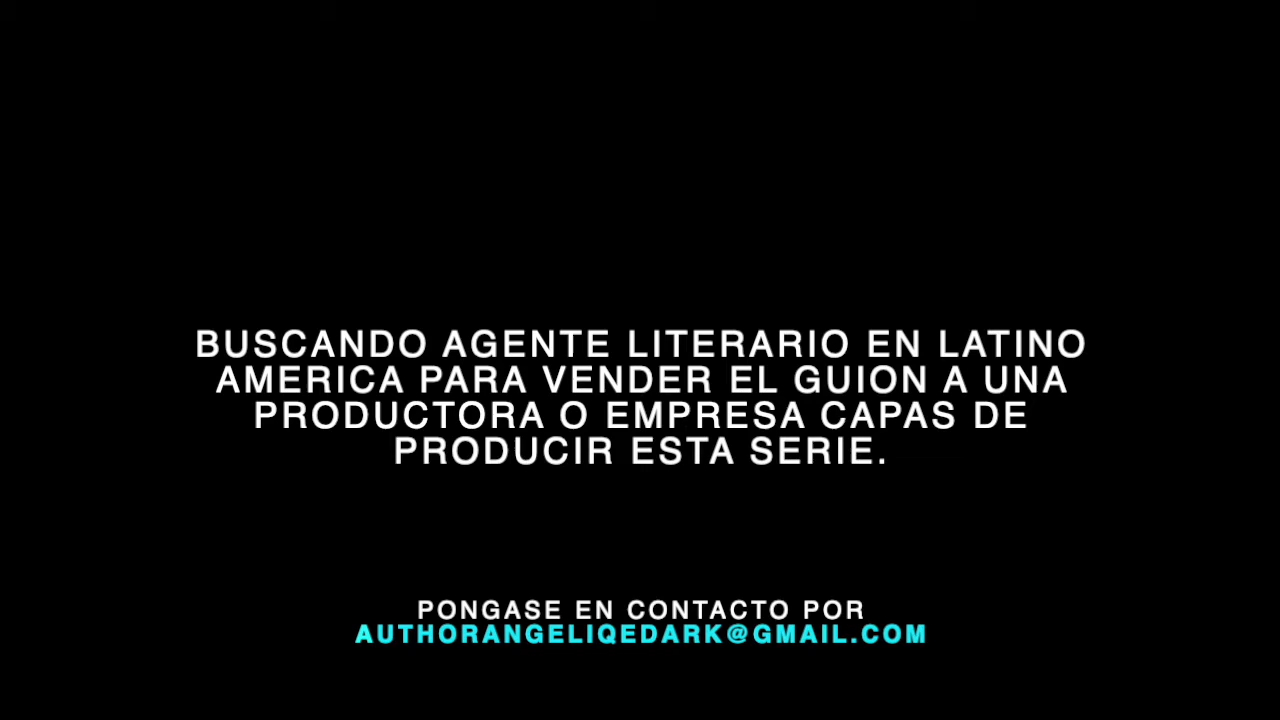 BUSCANDO AGENTE LITERARIO EN LATINO
AMERICA PARA VENDER EL GUION A UNA
PRODUCTORA O EMPRESA CAPAS DE
PRODUCIR ESTA SERIE.
PONGASE EN CONTACTO POR
AUTHORANGELIQEDARK@GMAIL.COM